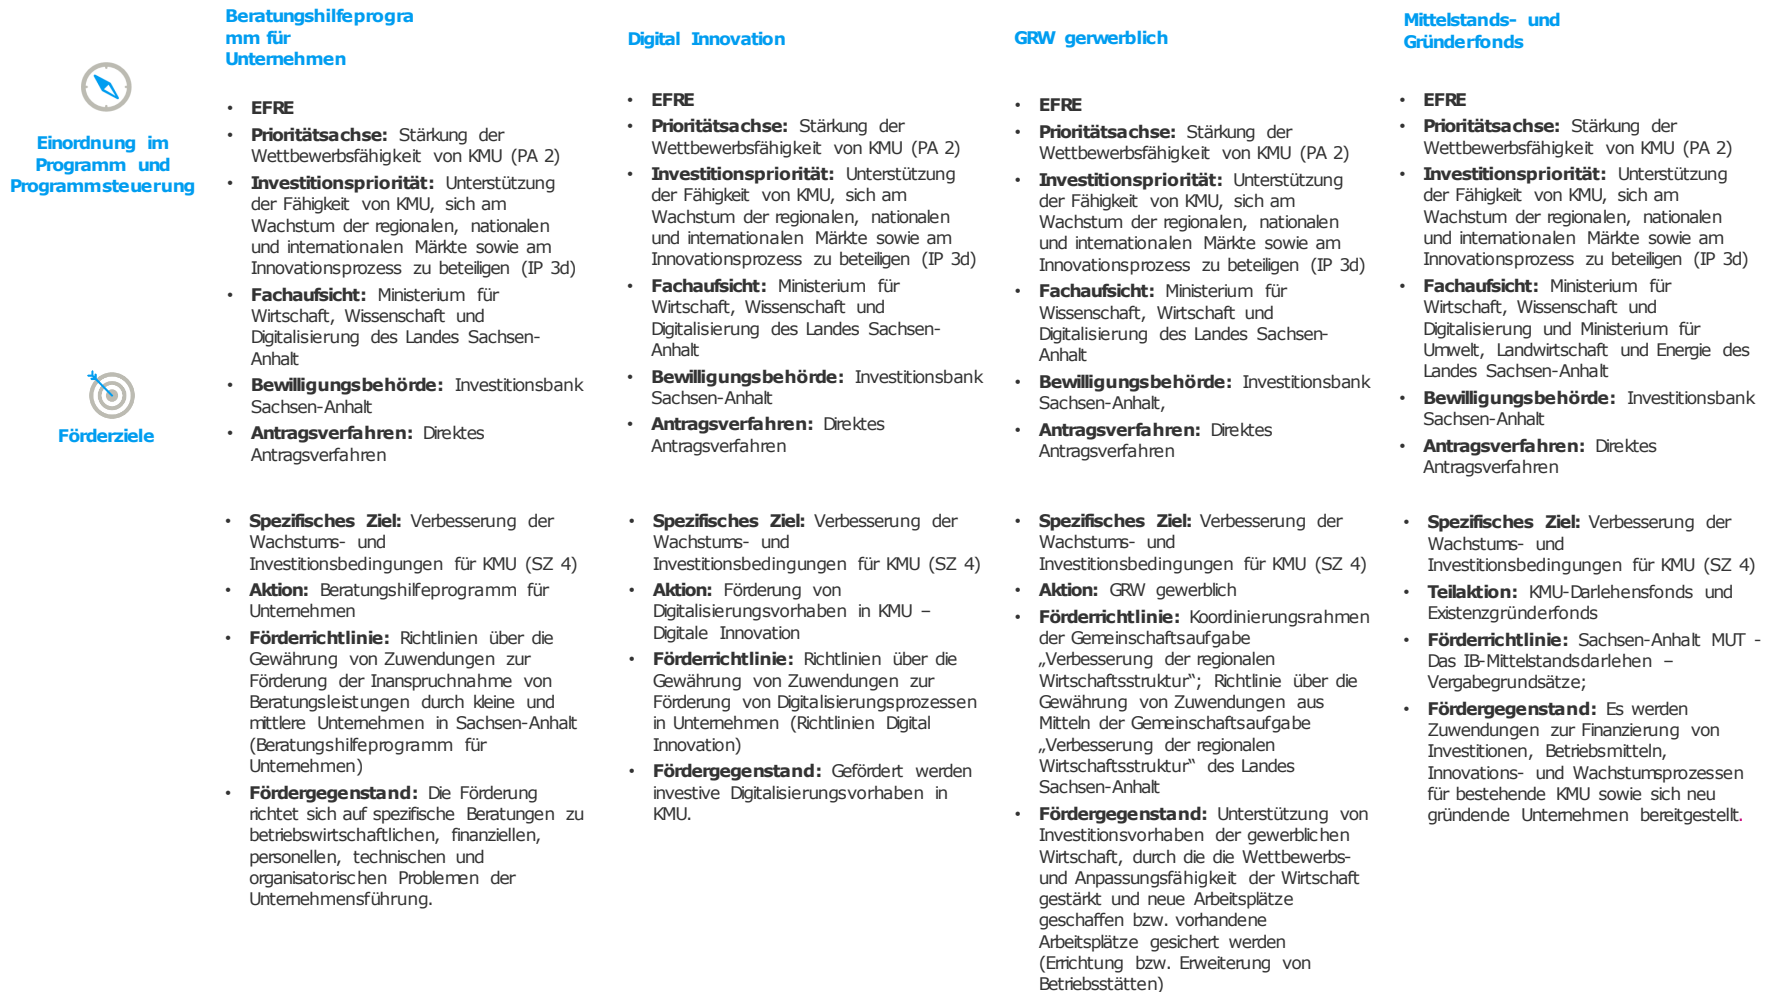 Beratungshilfeprogra
mm für
Unternehmen
Digital Innovation
GRW gerwerblich
Mittelstands- und
Gründerfonds
Einordnung im
Programm und
Programmsteuerung
• EFRE
• Prioritätsachse: Stärkung der
Wettbewerbsfähigkeit von KMU (PA 2)
• Investitionspriorität: Unterstützung
der Fähigkeit von KMU, sich am
Wachstum der regionalen, nationalen
und internationalen Märkte sowie am
Innovationsprozess zu beteiligen (IP 3d)
• Fachaufsicht: Ministerium für
Wirtschaft, Wissenschaft und
Digitalisierung des Landes Sachsen-
Anhalt
• Bewilligungsbehörde: Investitionsbank
Sachsen-Anhalt
• Antragsverfahren: Direktes
Antragsverfahren
• EFRE
• Prioritätsachse: Stärkung der
Wettbewerbsfähigkeit von KMU (PA 2)
• Investitionspriorität: Unterstützung
der Fähigkeit von KMU, sich am
Wachstum der regionalen, nationalen
und internationalen Märkte sowie am
Innovationsprozess zu beteiligen (IP 3d)
• Fachaufsicht: Ministerium für
Wirtschaft, Wissenschaft und
Digitalisierung des Landes Sachsen-
Anhalt
• Bewilligungsbehörde: Investitionsbank
Sachsen-Anhalt
• Antragsverfahren: Direktes
Antragsverfahren
• EFRE
• Prioritätsachse: Stärkung der
Wettbewerbsfähigkeit von KMU (PA 2)
• Investitionspriorität: Unterstützung
der Fähigkeit von KMU, sich am
Wachstum der regionalen, nationalen
und internationalen Märkte sowie am
Innovationsprozess zu beteiligen (IP 3d)
• Fachaufsicht: Ministerium für
Wissenschaft, Wirtschaft und
Digitalisierung des Landes Sachsen-
Anhalt
• Bewilligungsbehörde: Investitionsbank
Sachsen-Anhalt,
• Antragsverfahren: Direktes
Antragsverfahren
• EFRE
• Prioritätsachse: Stärkung der
Wettbewerbsfähigkeit von KMU (PA 2)
• Investitionspriorität: Unterstützung
der Fähigkeit von KMU, sich am
Wachstum der regionalen, nationalen
und internationalen Märkte sowie am
Innovationsprozess zu beteiligen (IP 3d)
• Fachaufsicht: Ministerium für
Wirtschaft, Wissenschaft und
Digitalisierung und Ministerium für
Umwelt, Landwirtschaft und Energie des
Landes Sachsen-Anhalt
• Bewilligungsbehörde: Investitionsbank
Sachsen-Anhalt
• Antragsverfahren: Direktes
Antragsverfahren
Förderziele
• Spezifisches Ziel: Verbesserung der
Wachstums- und
Investitionsbedingungen für KMU (SZ 4)
• Aktion: Beratungshilfeprogramm für
Unternehmen
• Förderrichtlinie: Richtlinien über die
Gewährung von Zuwendungen zur
Förderung der Inanspruchnahme von
Beratungsleistungen durch kleine und
mittlere Unternehmen in Sachsen-Anhalt
(Beratungshilfeprogramm für
Unternehmen)
• Fördergegenstand: Die Förderung
richtet sich auf spezifische Beratungen zu
betriebswirtschaftlichen, finanziellen,
personellen, technischen und
organisatorischen Problemen der
Unternehmensführung.
• Spezifisches Ziel: Verbesserung der
Wachstums- und
Investitionsbedingungen für KMU (SZ 4)
• Aktion: Förderung von
Digitalisierungsvorhaben in KMU –
Digitale Innovation
• Förderrichtlinie: Richtlinien über die
Gewährung von Zuwendungen zur
Förderung von Digitalisierungsprozessen
in Unternehmen (Richtlinien Digital
Innovation)
• Fördergegenstand: Gefördert werden
investive Digitalisierungsvorhaben in
KMU.
• Spezifisches Ziel: Verbesserung der
Wachstums- und
Investitionsbedingungen für KMU (SZ 4)
• Aktion: GRW gewerblich
• Förderrichtlinie: Koordinierungsrahmen
der Gemeinschaftsaufgabe
„Verbesserung der regionalen
Wirtschaftsstruktur“; Richtlinie über die
Gewährung von Zuwendungen aus
Mitteln der Gemeinschaftsaufgabe
„Verbesserung der regionalen
Wirtschaftsstruktur“ des Landes
Sachsen-Anhalt
• Fördergegenstand: Unterstützung von
Investitionsvorhaben der gewerblichen
Wirtschaft, durch die die Wettbewerbs-
und Anpassungsfähigkeit der Wirtschaft
gestärkt und neue Arbeitsplätze
geschaffen bzw. vorhandene
Arbeitsplätze gesichert werden
(Errichtung bzw. Erweiterung von
Betriebsstätten)
• Spezifisches Ziel: Verbesserung der
Wachstums- und
Investitionsbedingungen für KMU (SZ 4)
• Teilaktion: KMU-Darlehensfonds und
Existenzgründerfonds
• Förderrichtlinie: Sachsen-Anhalt MUT -
Das IB-Mittelstandsdarlehen –
Vergabegrundsätze;
• Fördergegenstand: Es werden
Zuwendungen zur Finanzierung von
Investitionen, Betriebsmitteln,
Innovations- und Wachstumsprozessen
für bestehende KMU sowie sich neu
gründende Unternehmen bereitgestellt.